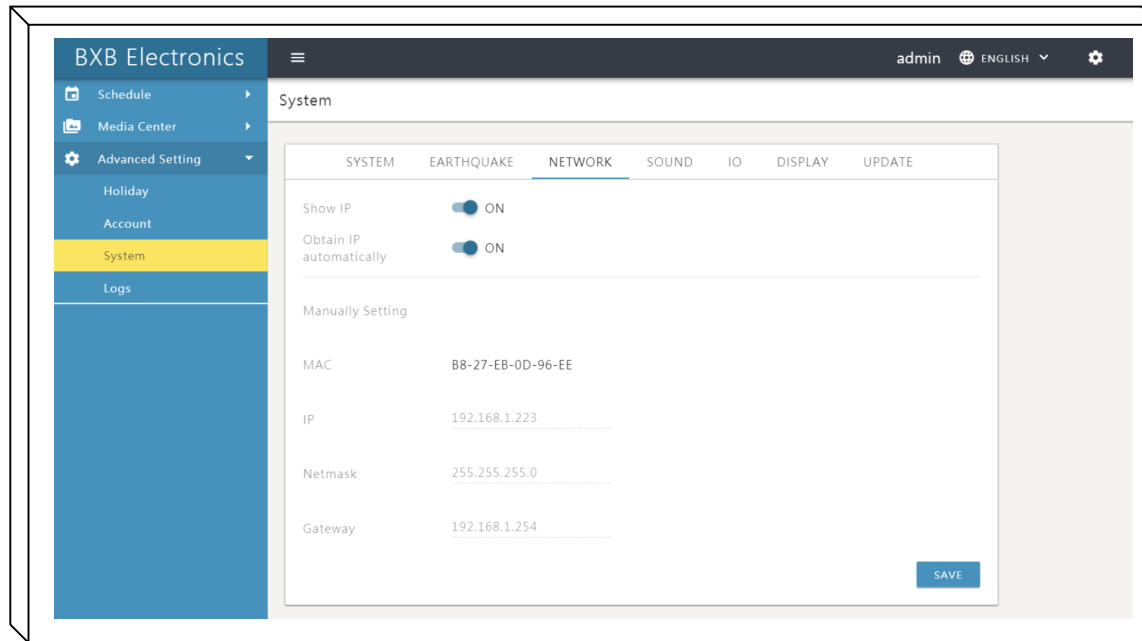 BXB Electronics
admin
ENGLISH
Schedule
Media Center
Advanced Setting
Holiday
Account
System
Logs
System
SYSTEM EARTHQUAKE NETWORK SOUND IO DISPLAY UPDATE
Show IP ON
Obtain IP
automatically ON
Manually Setting
MAC B8-27-EB-0D-96-EE
IP 192.168.1.223
Netmask 255.255.255.0
Gateway 192.168.1.254
SAVE